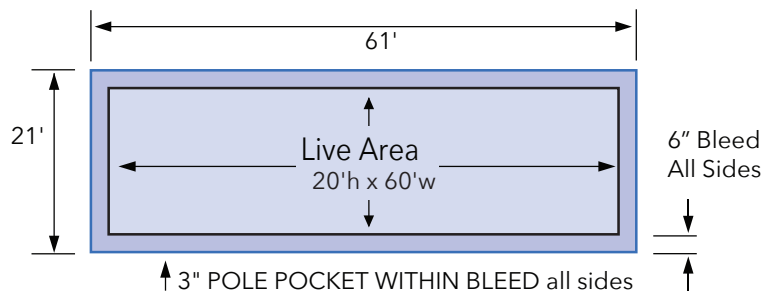 61'
21'
Live Area
20'h x 60'w
6” Bleed
All Sides
3" POLE POCKET WITHIN BLEED all sides